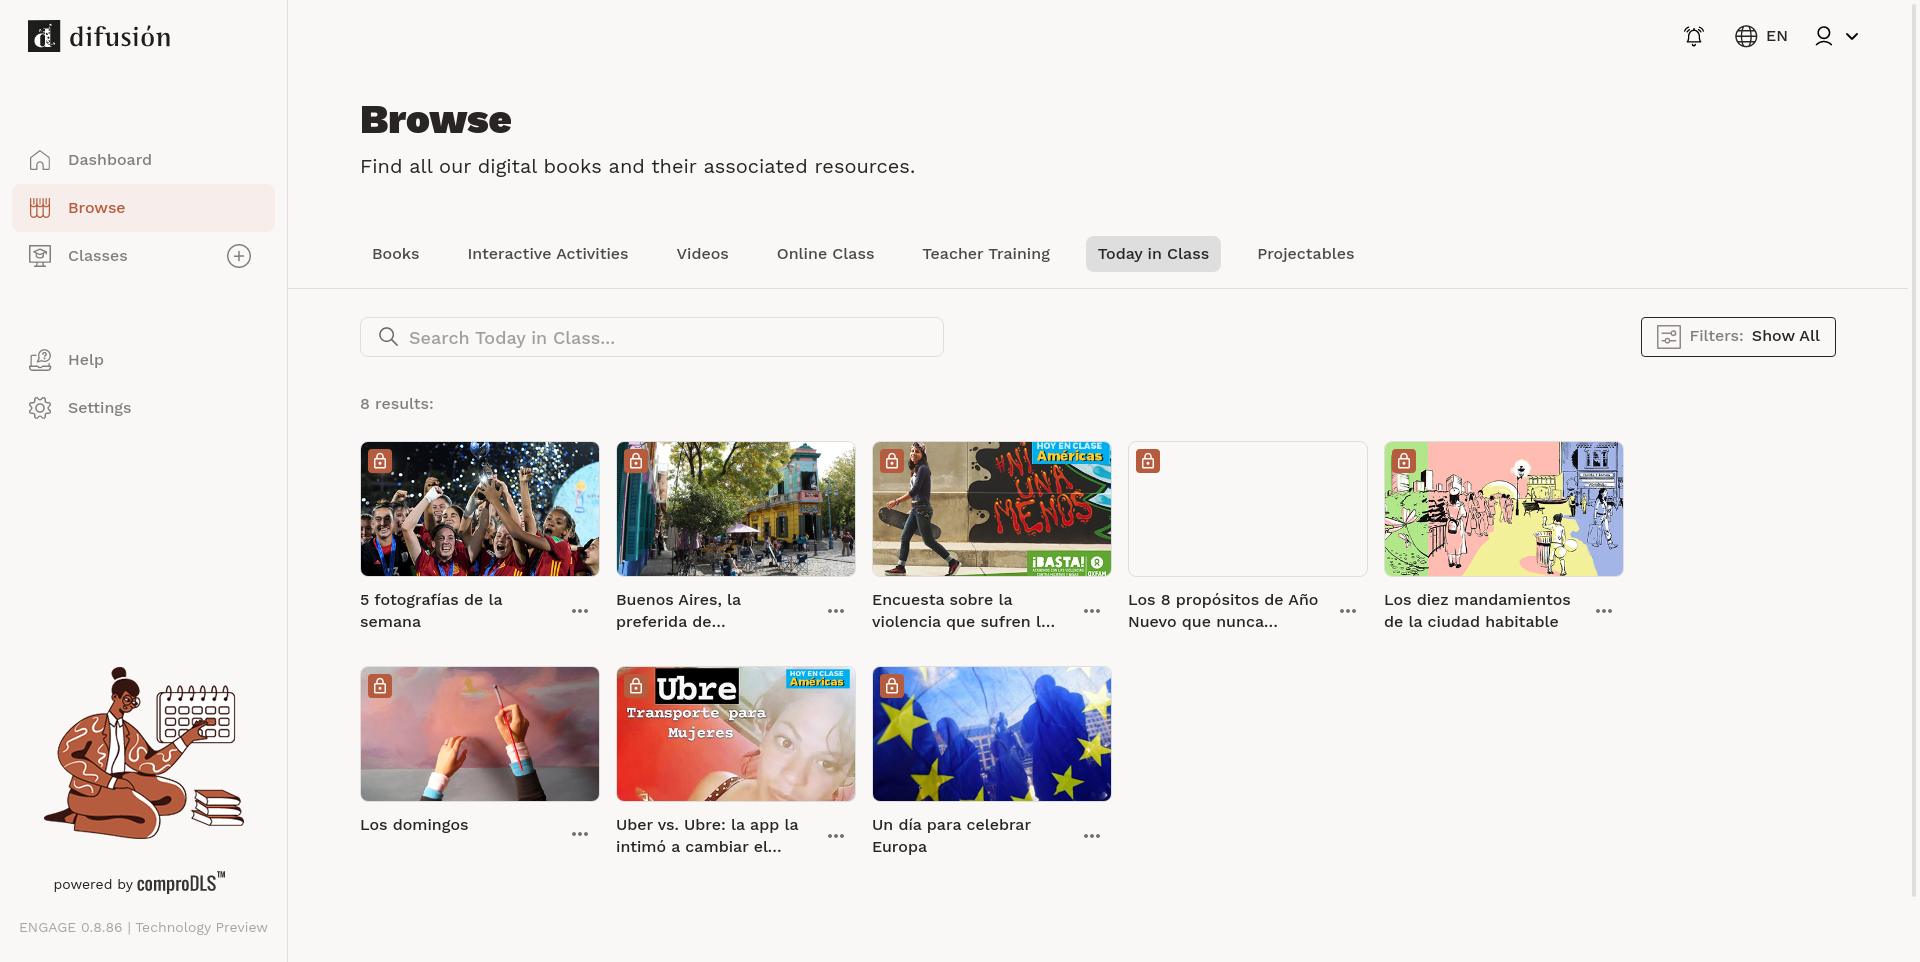 difusión
EN
Browse
Find all our digital books and their associated resources.
Dashboard
Browse
Classes
Help
Settings
Books
Interactive Activities
Videos
Online Class
Teacher Training
Today in Class
Projectables
Search Today in Class...
Filters: Show All
8 results:
HOY EN CLASE
Américas
#NI
UNA
MENOS
¡BASTA!
OXFAM
5 fotografías de la
semana
Buenos Aires, la
preferida de...
Encuesta sobre la
violencia que sufren l...
Los 8 propósitos de Año
Nuevo que nunca...
Los diez mandamientos
de la ciudad habitable
Ubre
Transporte para
Mujeres
HOY EN CLASE
Américas
Los domingos
Uber vs. Ubre: la app la
intimó a cambiar el...
Un día para celebrar
Europa
powered by comproDLS™
ENGAGE 0.8.86 | Technology Preview